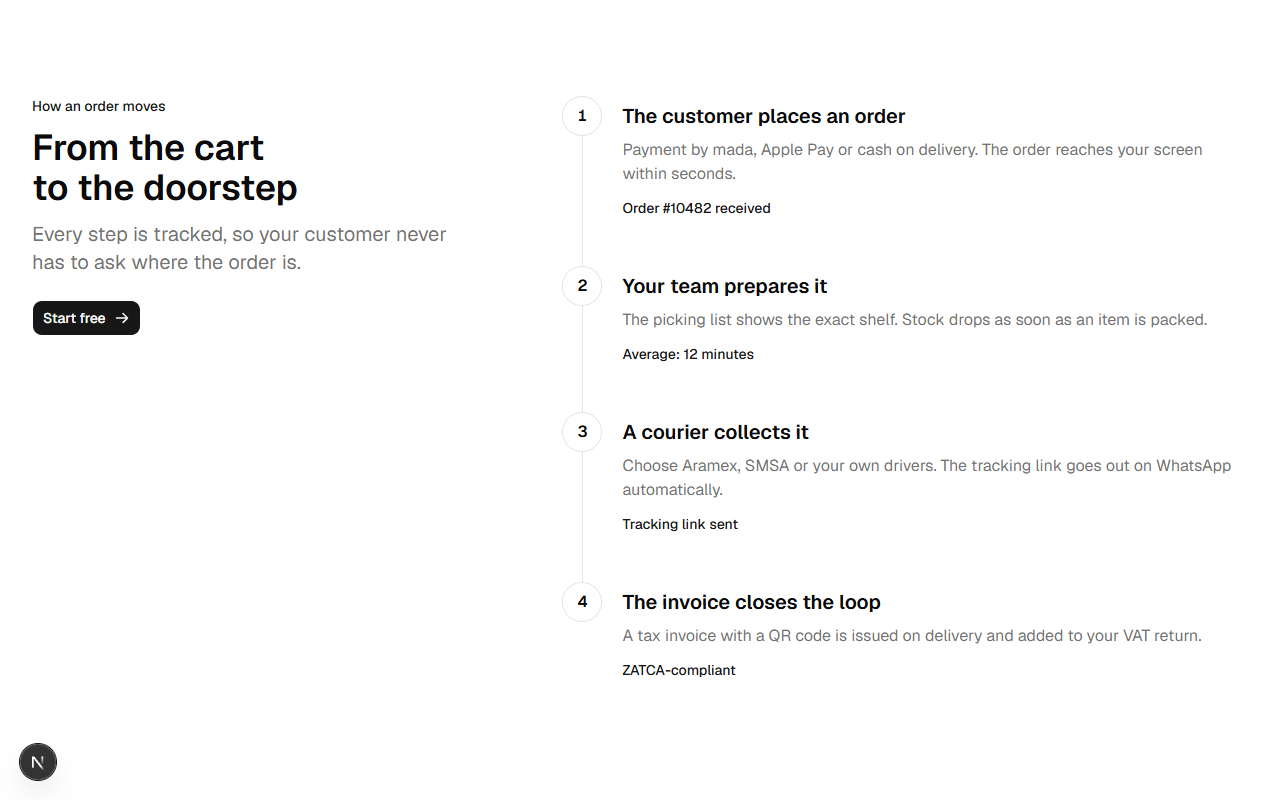 How an order moves
From the cart
to the doorstep
Every step is tracked, so your customer never
has to ask where the order is.
Start free →
1
The customer places an order
Payment by mada, Apple Pay or cash on delivery. The order reaches your screen
within seconds.
Order #10482 received
2
Your team prepares it
The picking list shows the exact shelf. Stock drops as soon as an item is packed.
Average: 12 minutes
3
A courier collects it
Choose Aramex, SMSA or your own drivers. The tracking link goes out on WhatsApp
automatically.
Tracking link sent
4
The invoice closes the loop
A tax invoice with a QR code is issued on delivery and added to your VAT return.
ZATCA-compliant
N